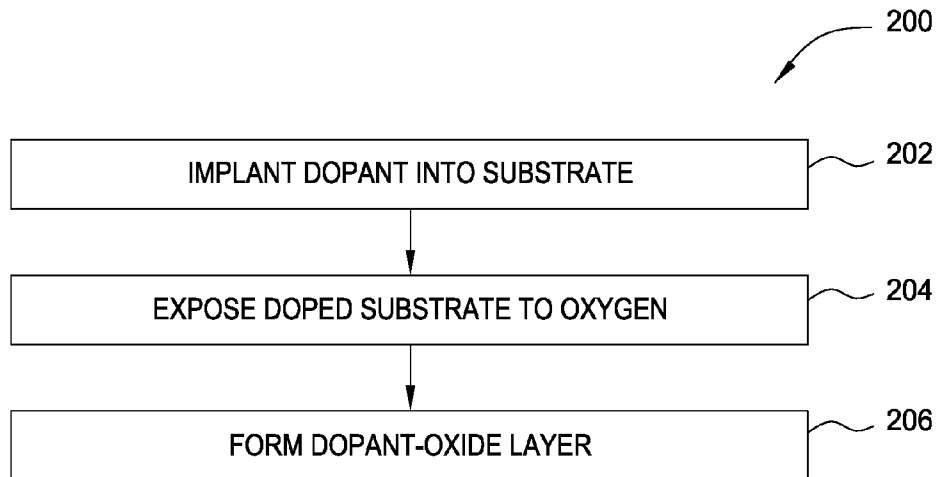 200
IMPLANT DOPANT INTO SUBSTRATE
202
EXPOSE DOPED SUBSTRATE TO OXYGEN
204
FORM DOPANT-OXIDE LAYER
206